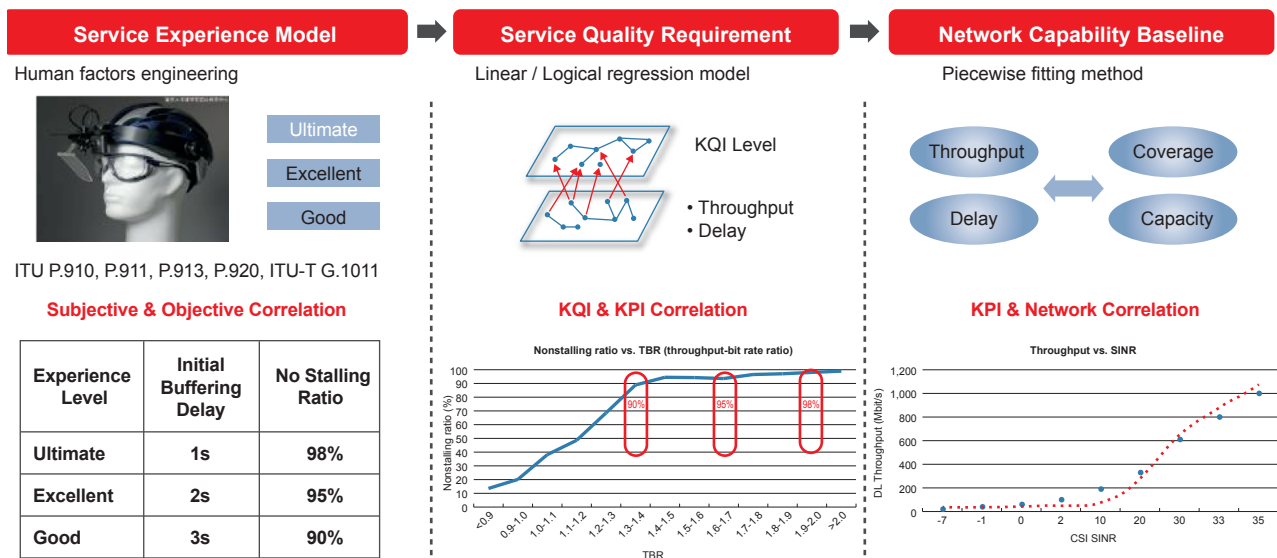 Service Experience Model
Human factors engineering
Ultimate
Excellent
Good
ITU P.910, P.911, P.913, P.920, ITU-T G.1011
Subjective & Objective Correlation
Experience Level
Initial Buffering Delay
No Stalling Ratio
Ultimate 1s 98%
Excellent 2s 95%
Good 3s 90%
Service Quality Requirement
Linear / Logical regression model
KQI Level
• Throughput
• Delay
KQI & KPI Correlation
Nonstalling ratio vs. TBR (throughput-bit rate ratio)
Nonstalling ratio (%)
100
90
80
70
60
50
40
30
20
10
90%
95%
98%
<0.9
0.9-1.0
1.0-1.1
1.1-1.2
1.2-1.3
1.3-1.4
1.4-1.5
1.5-1.6
1.6-1.7
1.7-1.8
1.8-1.9
1.9-2.0
>2.0
TBR
Network Capability Baseline
Piecewise fitting method
Throughput
Coverage
Delay
Capacity
KPI & Network Correlation
Throughput vs. SINR
DL Throughput (Mbit/s)
1,200
1,000
800
600
400
200
0
-7 -1 0 2 10 20 30 33 35
CSI SINR